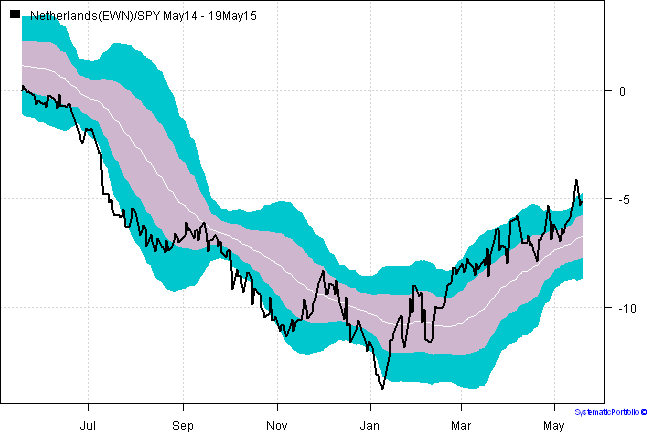 Netherlands(EWN)/SPY May14 - 19May15
0
-5
-10
Jul Sep Nov Jan Mar May
SystematicPortfolio ©